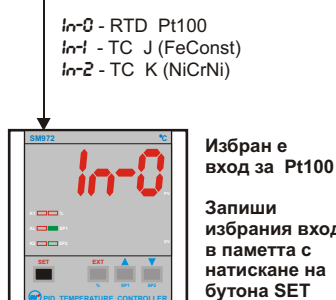 In-0 - RTD Pt100
In-1 - TC J (FeConst)
In-2 - TC K (NiCrNi)
SM972 °C
In-0
Избран е
вход за Pt100
Запиши
избрания вход
в паметта с
натискане на
бутона SET
SET EXT
% SP1 SP2
PID TEMPERATURE CONTROLLER